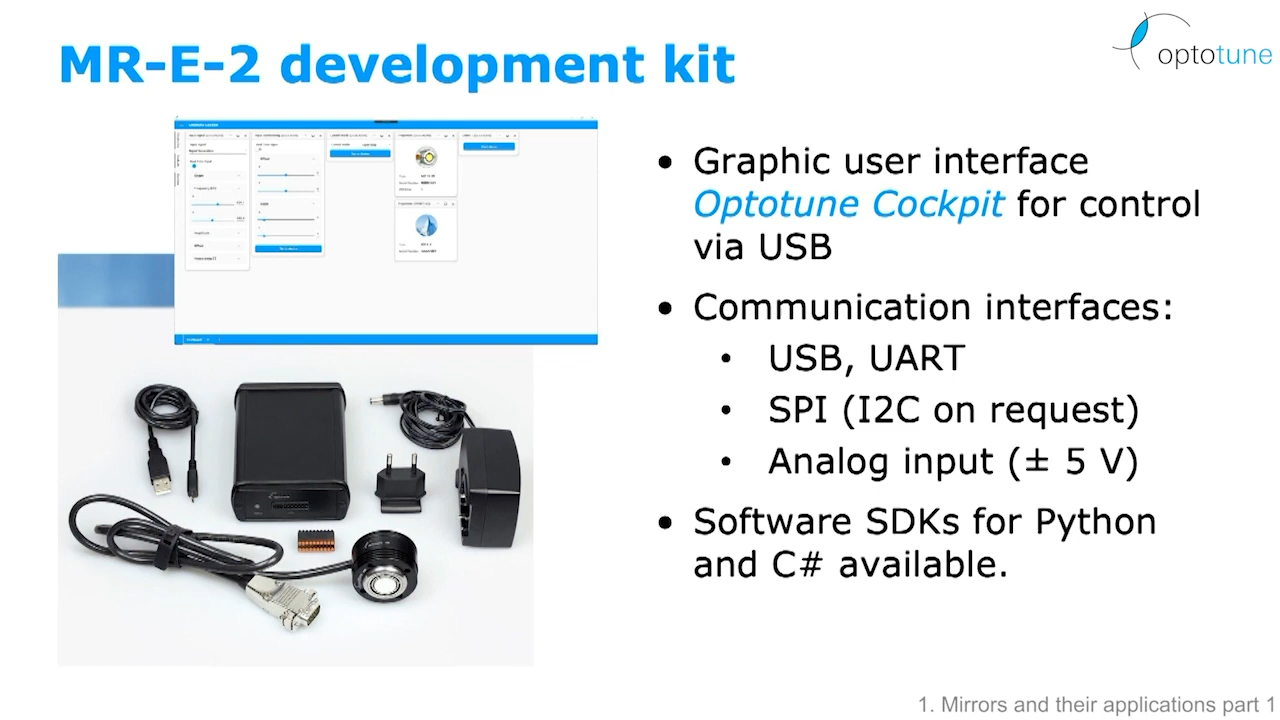 MR-E-2 development kit
optotune
• Graphic user interface
Optotune Cockpit for control
via USB
• Communication interfaces:
• USB, UART
• SPI (I2C on request)
• Analog input (± 5 V)
• Software SDKs for Python
and C# available.
1. Mirrors and their applications part 1